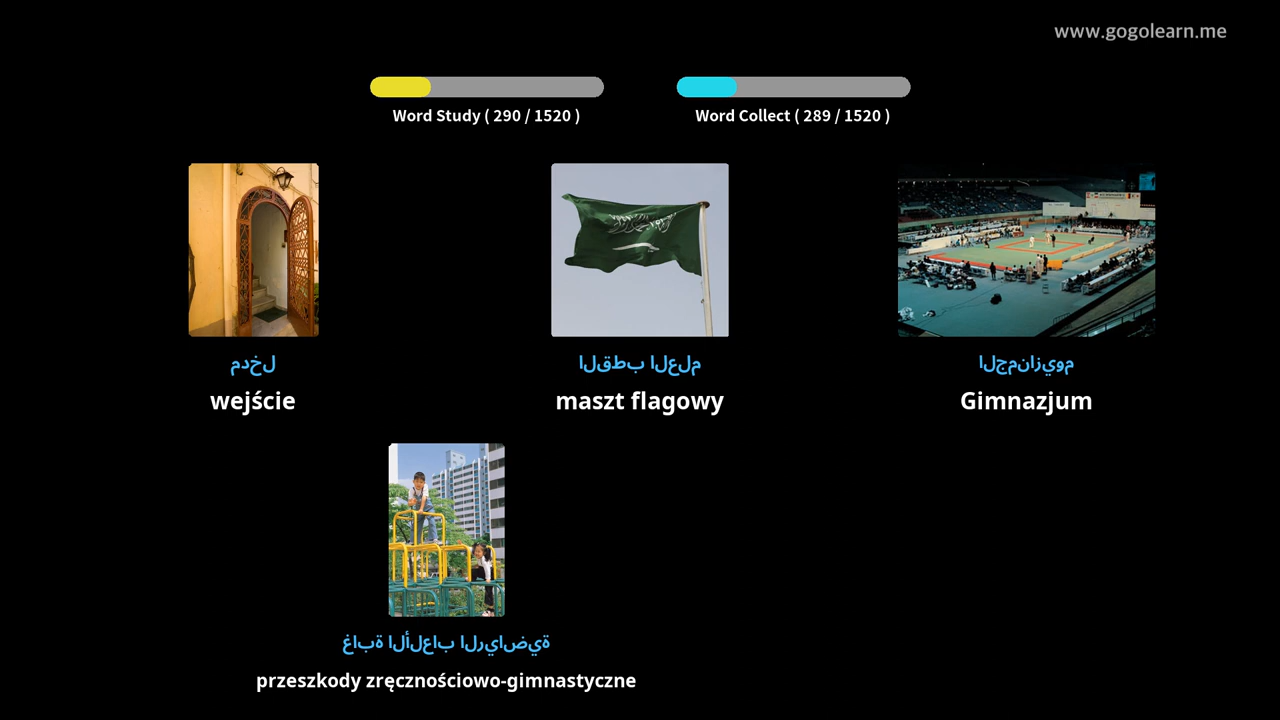 www.gogolearn.me
Word Study ( 290 / 1520 )
Word Collect ( 289 / 1520 )
مدخل
wejście
القطب العلم
maszt flagowy
الجمنازيوم
Gimnazjum
غابة الألعاب الرياضية
przeszkody zręcznościowo-gimnastyczne